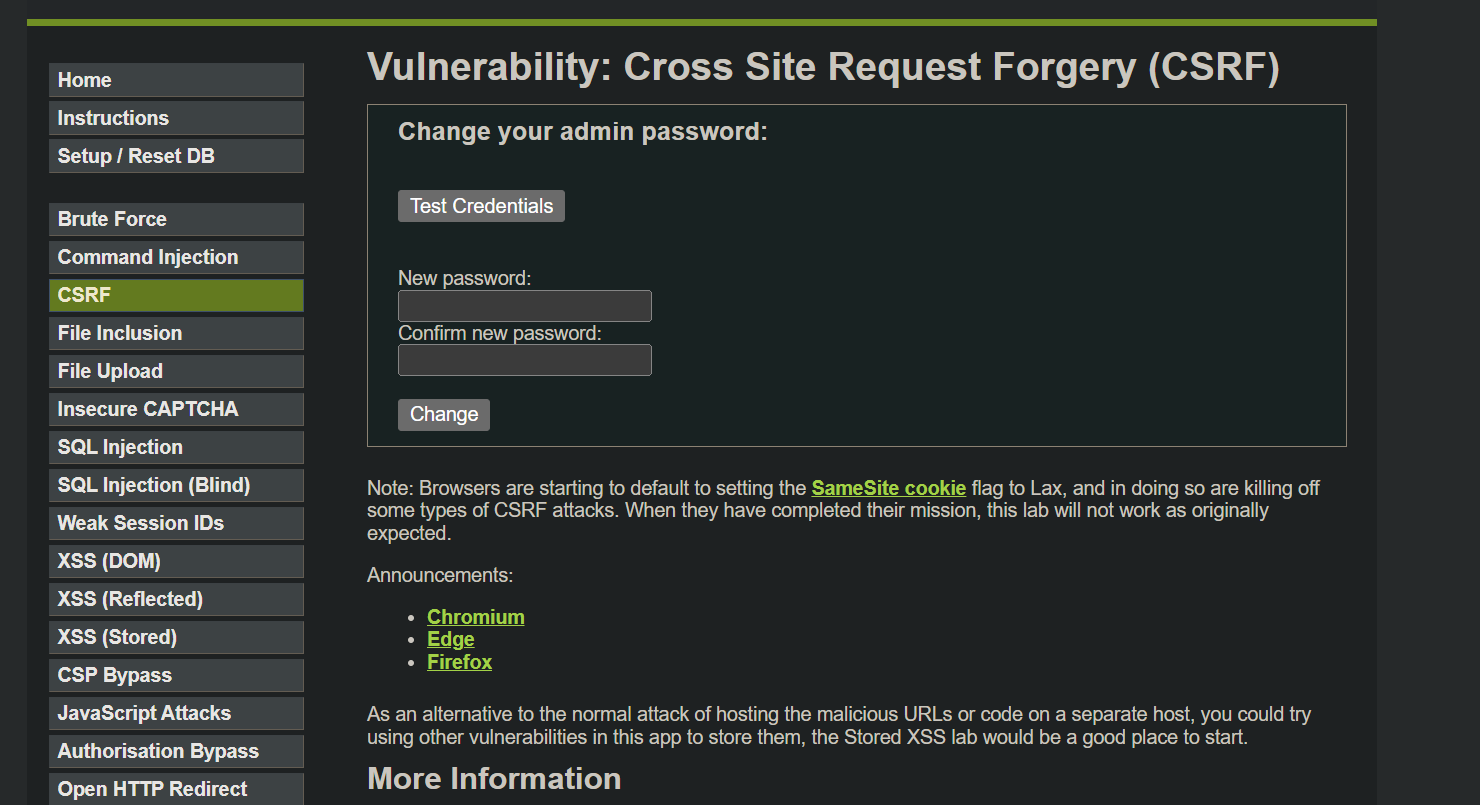 Home
Instructions
Setup / Reset DB
Brute Force
Command Injection
CSRF
File Inclusion
File Upload
Insecure CAPTCHA
SQL Injection
SQL Injection (Blind)
Weak Session IDs
XSS (DOM)
XSS (Reflected)
XSS (Stored)
CSP Bypass
JavaScript Attacks
Authorisation Bypass
Open HTTP Redirect
Vulnerability: Cross Site Request Forgery (CSRF)
Change your admin password:
Test Credentials
New password:
Confirm new password:
Change
Note: Browsers are starting to default to setting the SameSite cookie flag to Lax, and in doing so are killing off
some types of CSRF attacks. When they have completed their mission, this lab will not work as originally
expected.
Announcements:
• Chromium
• Edge
• Firefox
As an alternative to the normal attack of hosting the malicious URLs or code on a separate host, you could try
using other vulnerabilities in this app to store them, the Stored XSS lab would be a good place to start.
More Information